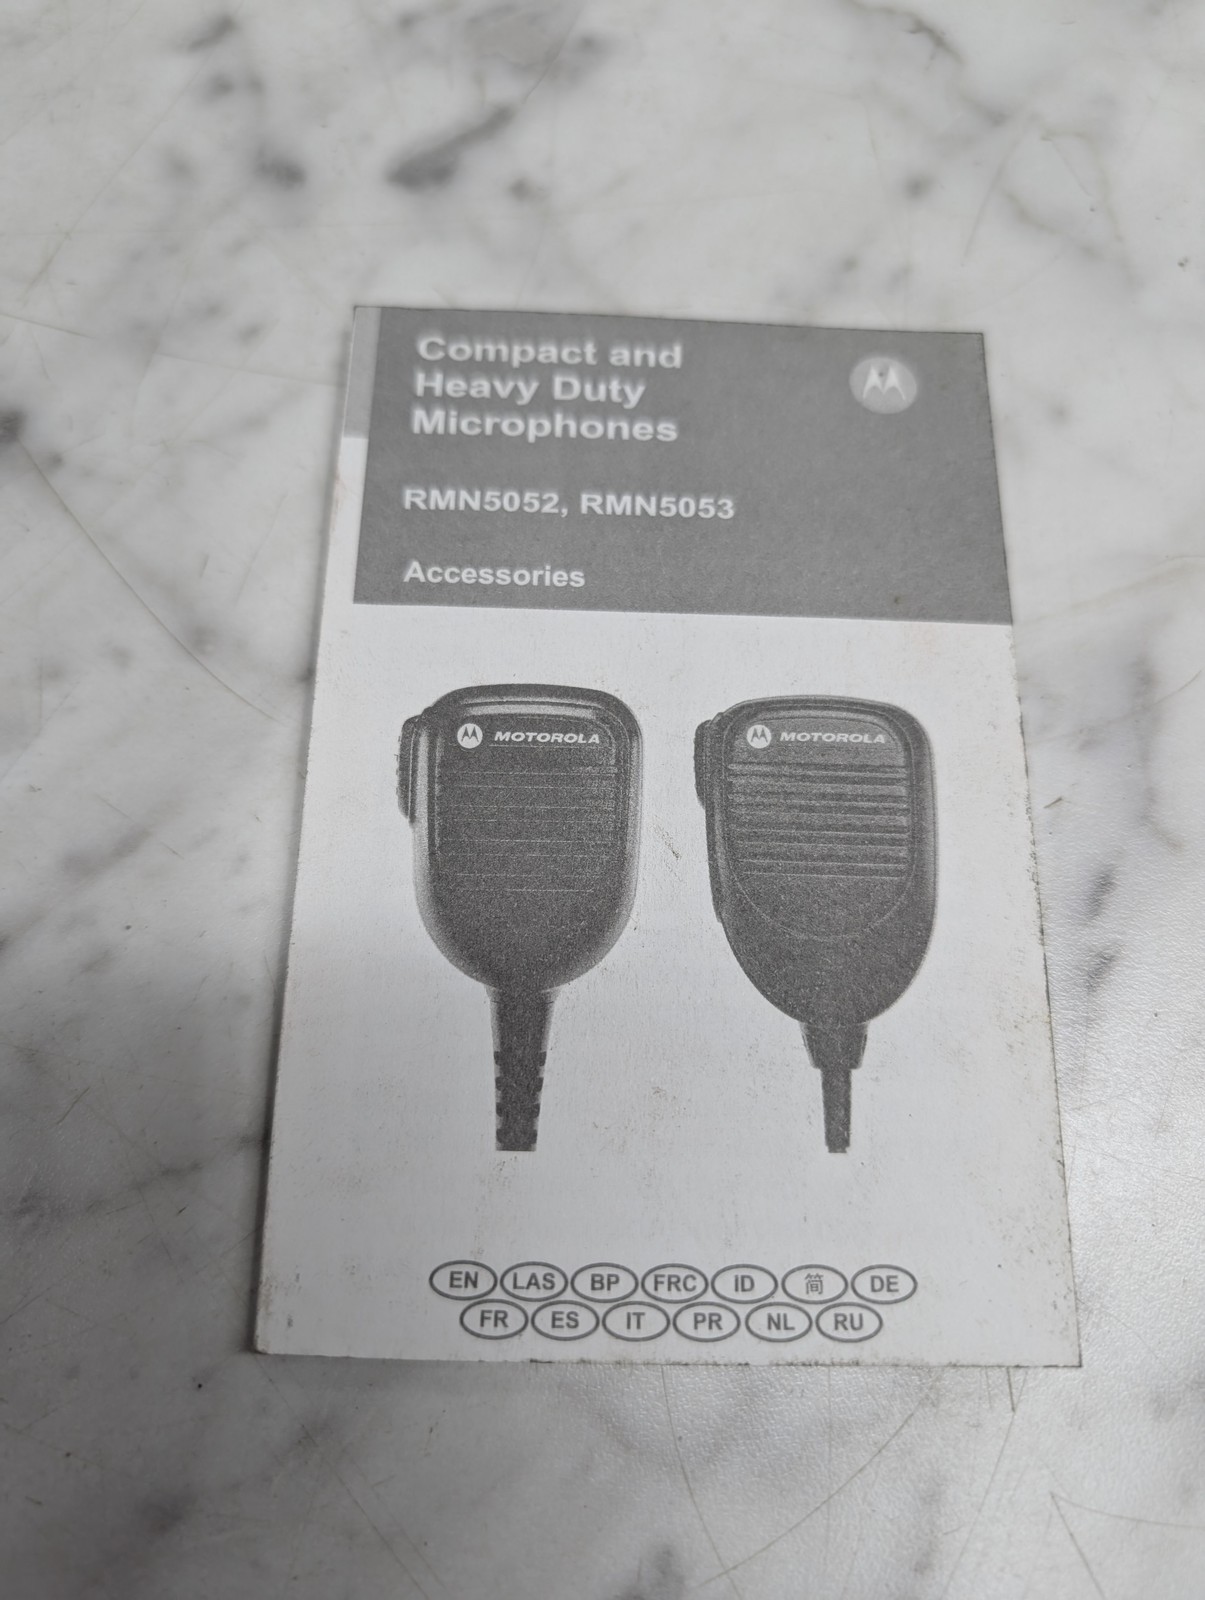 Compact and
Heavy Duty
Microphones
RMN5052, RMN5053
Accessories
MOTOROLA
MOTOROLA
EN LAS BP FRC ID 简 DE
FR ES IT PR NL RU